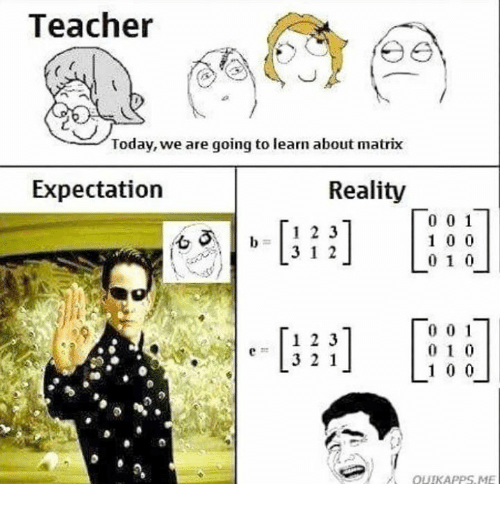 Teacher
Today, we are going to learn about matrix
Expectation
Reality
b = [1 2 3
3 1 2]
[0 0 1
1 0 0
0 1 0]
c = [1 2 3
3 2 1]
[0 0 1
0 1 0
1 0 0]
QUIKAPPS.ME